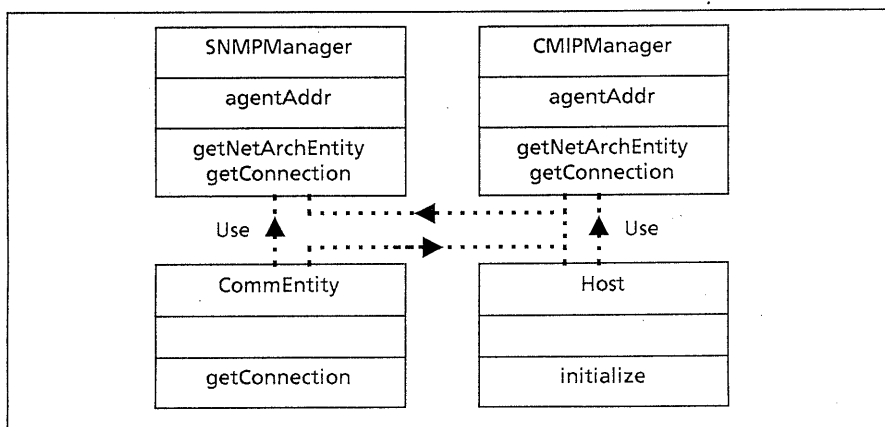 SNMPManager
agentAddr
getNetArchEntity
getConnection
CMIPManager
agentAddr
getNetArchEntity
getConnection
Use
Use
CommEntity
getConnection
Host
initialize